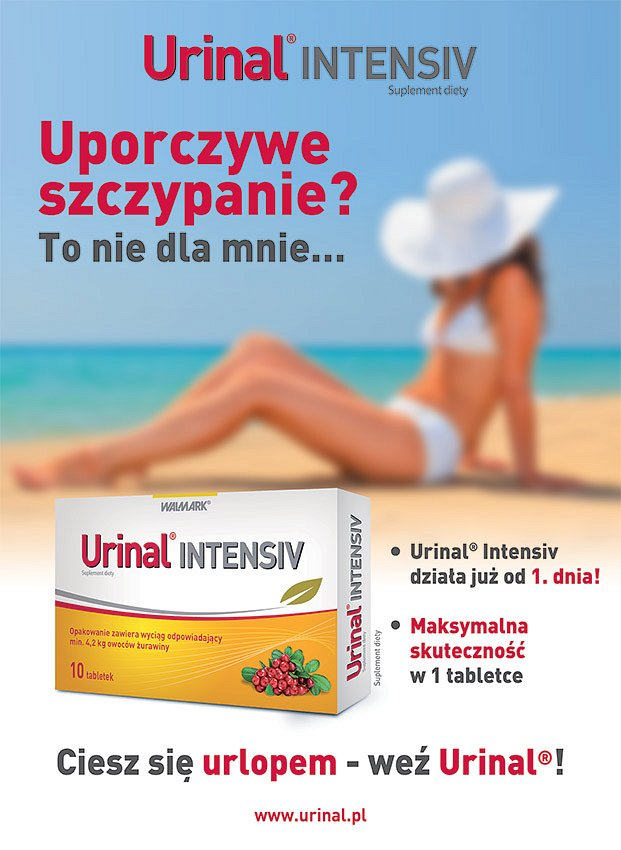 Urinal® INTENSIV
Suplement diety
Uporczywe
szczypanie?
To nie dla mnie...
WALMARK®
Urinal® INTENSIV
Suplement diety
Opakowanie zawiera wyciąg odpowiadający
min. 4,2 kg owoców żurawiny
10 tabletek
Urinal® INTENSIV
Suplement diety
• Urinal® Intensiv
działa już od 1. dnia!
• Maksymalna
skuteczność
w 1 tabletce
Ciesz się urlopem - weź Urinal®!
www.urinal.pl